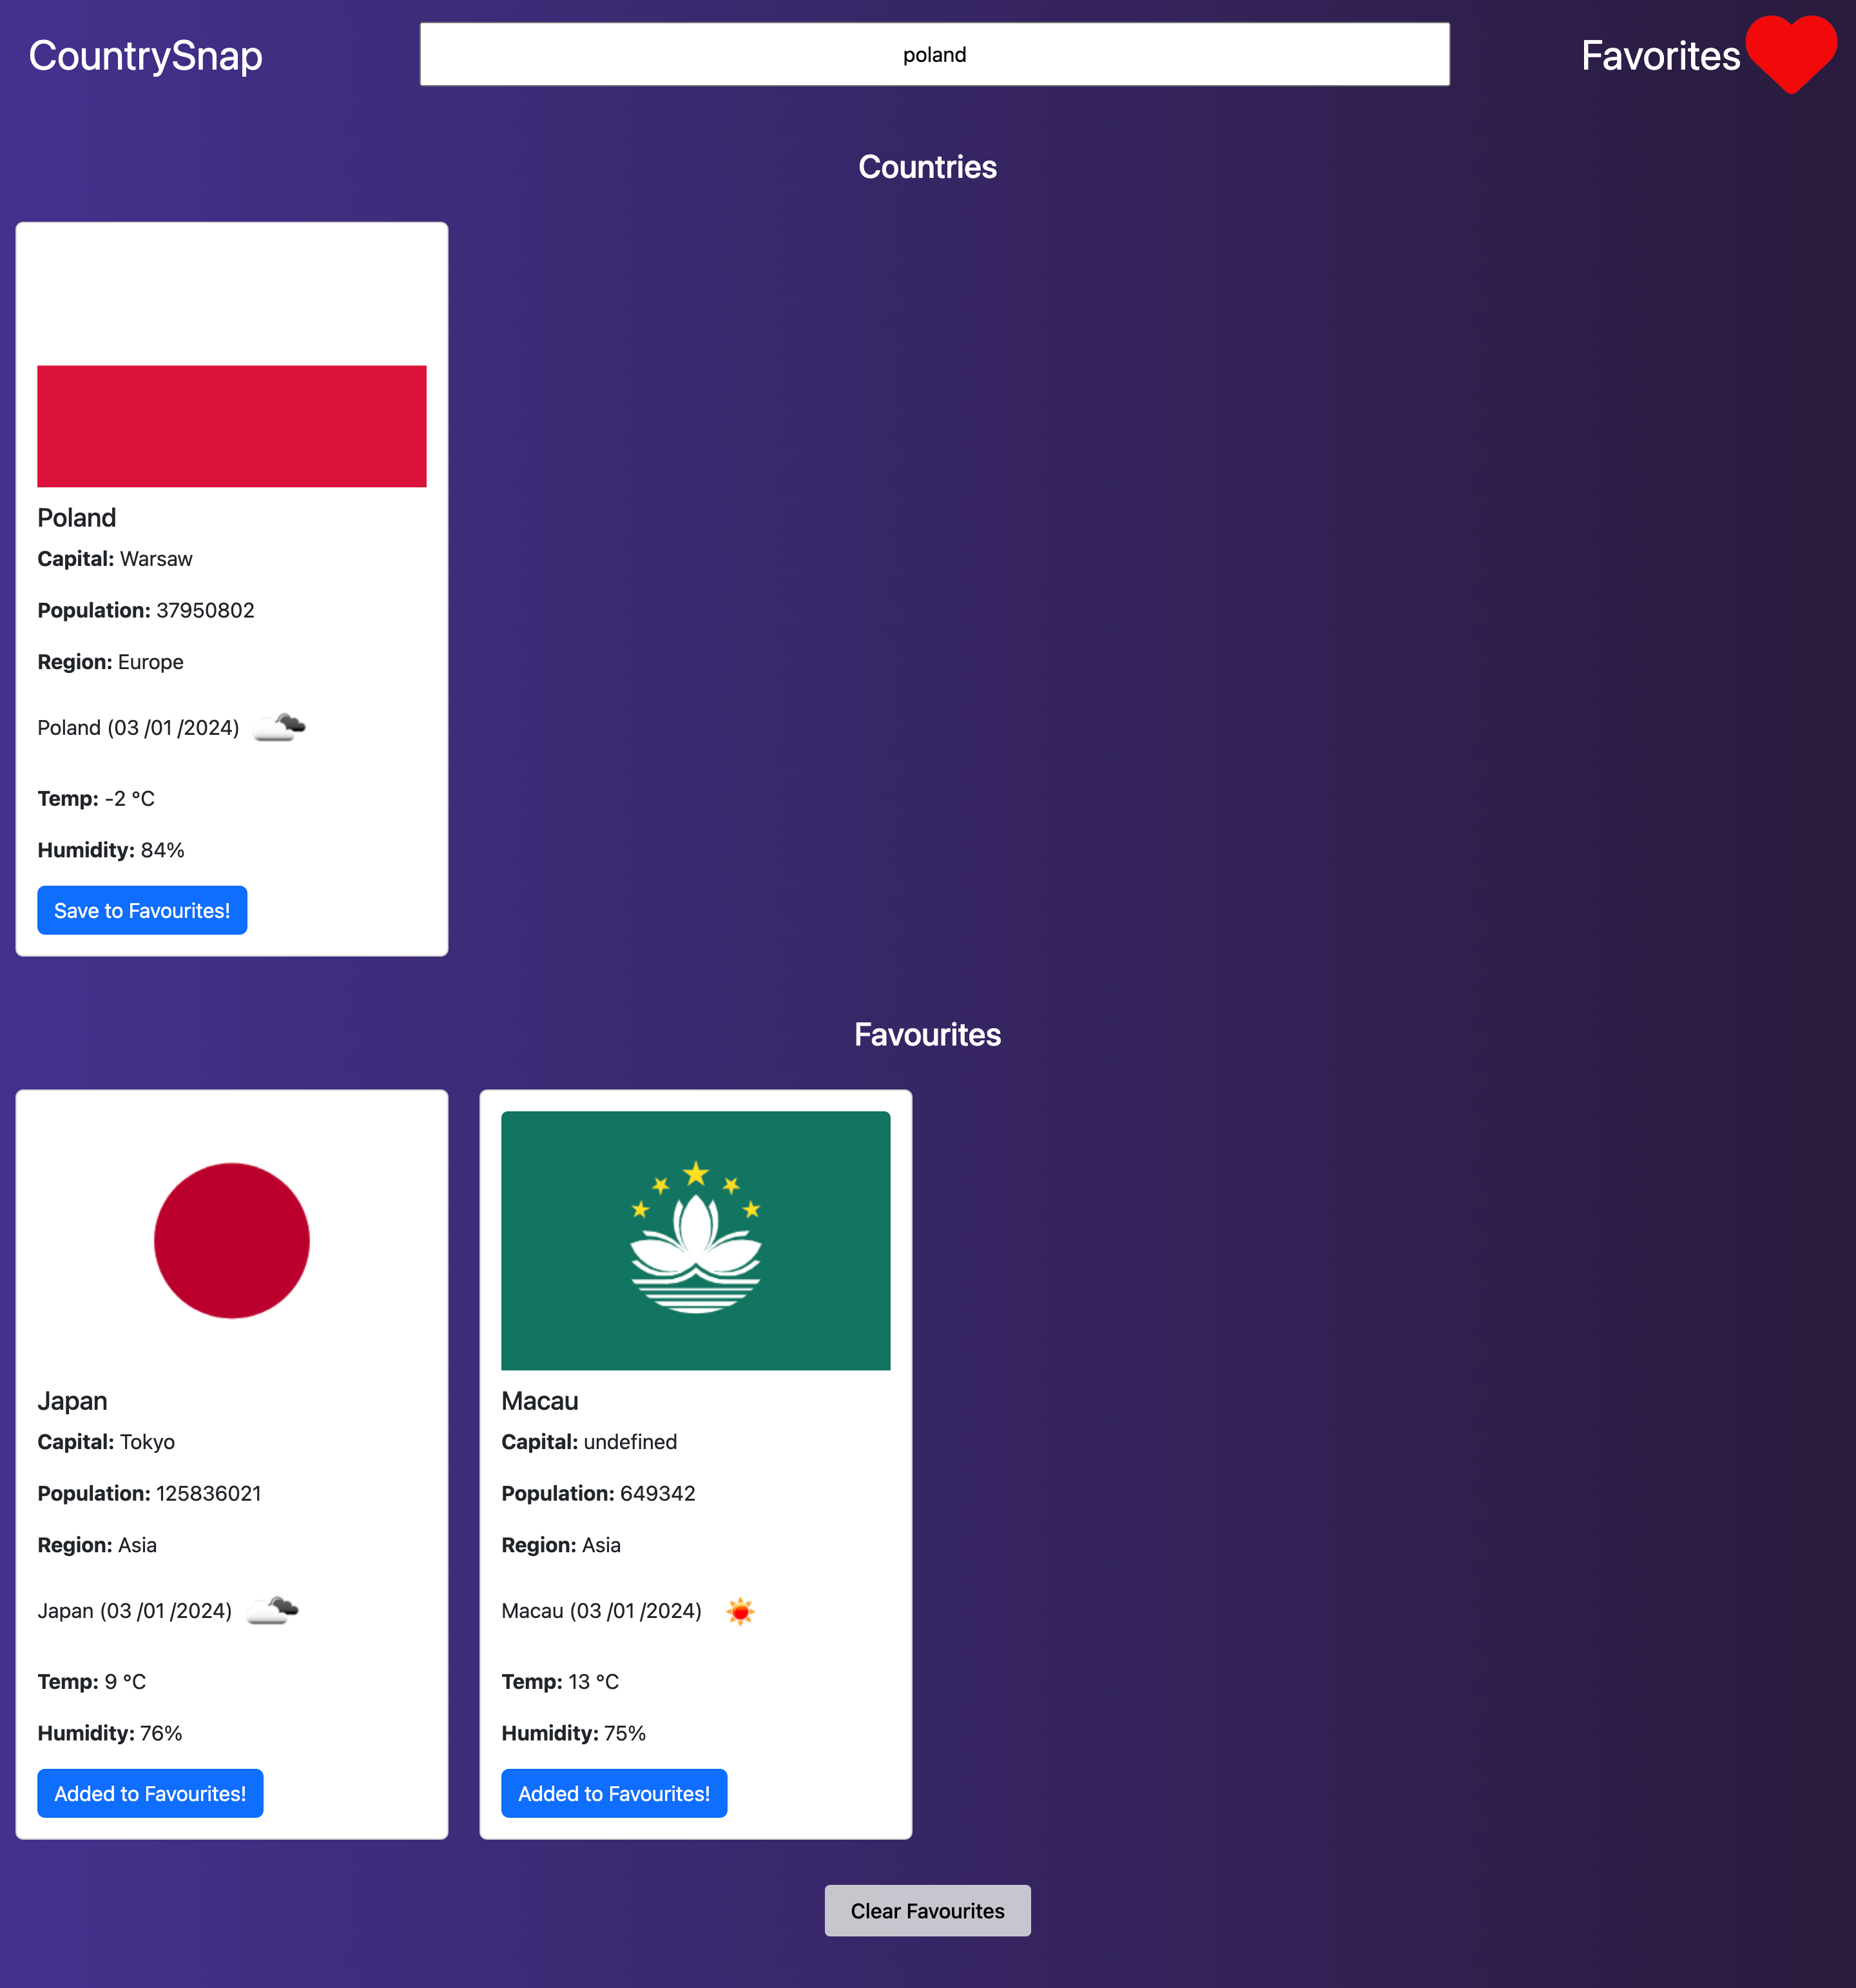 CountrySnap
poland
Favorites
Countries
Poland
Capital: Warsaw
Population: 37950802
Region: Europe
Poland (03 /01 /2024)
Temp: -2 °C
Humidity: 84%
Save to Favourites!
Favourites
Japan
Capital: Tokyo
Population: 125836021
Region: Asia
Japan (03 /01 /2024)
Temp: 9 °C
Humidity: 76%
Added to Favourites!
Macau
Capital: undefined
Population: 649342
Region: Asia
Macau (03 /01 /2024)
Temp: 13 °C
Humidity: 75%
Added to Favourites!
Clear Favourites